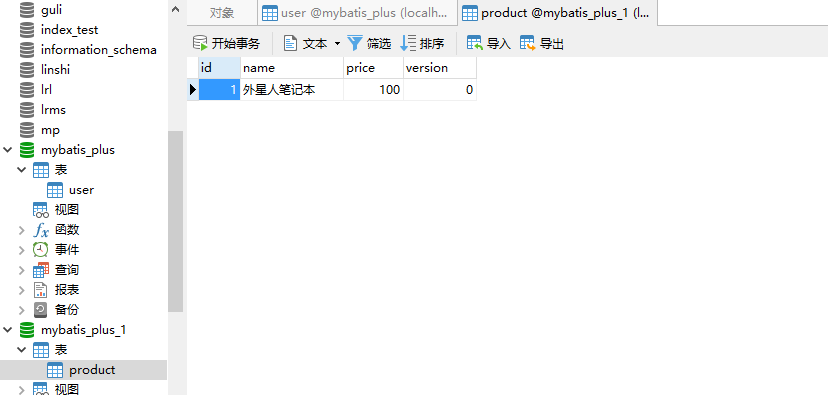 guli
index_test
information_schema
linshi
lrl
lrms
mp
mybatis_plus
表
user
视图
函数
事件
查询
报表
备份
mybatis_plus_1
表
product
视图
对象 user @mybatis_plus (localh... product @mybatis_plus_1 (l...
开始事务 文本 筛选 排序 导入 导出
id name price version
1 外星人笔记本 100 0